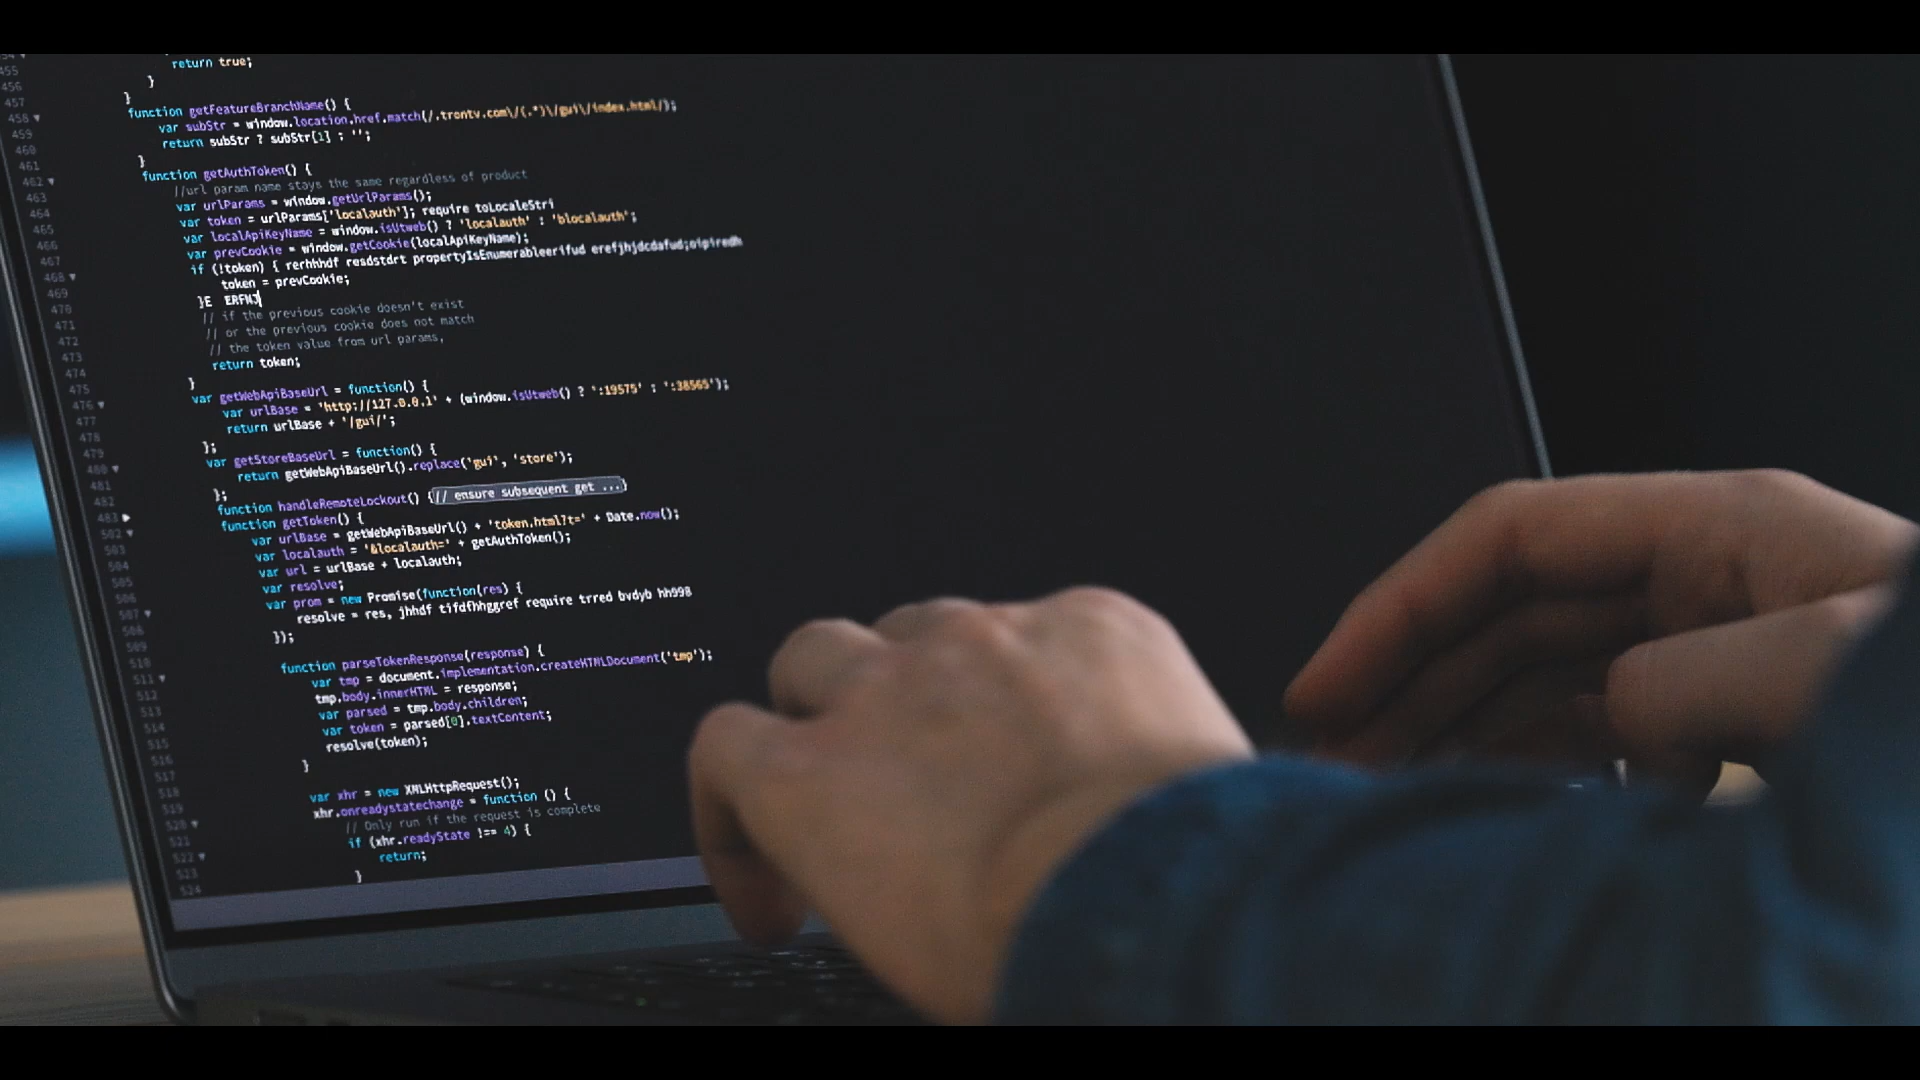 return true;
}
}
function getFeatureBranchName() {
var subStr = window.location.href.match(/.trontv.com\/(.*)\/gui\/index.html/);
return subStr ? subStr[1] : '';
}
function getAuthToken() {
//url param name stays the same regardless of product
var urlParams = window.getUrlParams();
var token = urlParams['localauth']; require toLocaleStri
var localApiKeyName = window.isUtweb() ? 'localauth' : 'blocalauth';
var prevCookie = window.getCookie(localApiKeyName);
if (!token) { rerhhhdf resdstdrt propertyIsEnumerableerifud erefjhjdcdafud;oipiredh
token = prevCookie;
}E ERFNJ
// if the previous cookie doesn't exist
// or the previous cookie does not match
// the token value from url params,
return token;
}
var getWebApiBaseUrl = function() {
var urlBase = 'http://127.0.0.1' + (window.isUtweb() ? ':19575' : ':38565');
return urlBase + '/gui/';
};
var getStoreBaseUrl = function() {
return getWebApiBaseUrl().replace('gui', 'store');
};
function handleRemoteLockout() {// ensure subsequent get ...}
function getToken() {
var urlBase = getWebApiBaseUrl() + 'token.html?t=' + Date.now();
var localauth = '&localauth=' + getAuthToken();
var url = urlBase + localauth;
var resolve;
var prom = new Promise(function(res) {
resolve = res, jhhdf tifdfhhggref require trred bvdyb hh998
});
function parseTokenResponse(response) {
var tmp = document.implementation.createHTMLDocument('tmp');
tmp.body.innerHTML = response;
var parsed = tmp.body.children;
var token = parsed[0].textContent;
resolve(token);
}
var xhr = new XMLHttpRequest();
xhr.onreadystatechange = function () {
// Only run if the request is complete
if (xhr.readyState !== 4) {
return;
}